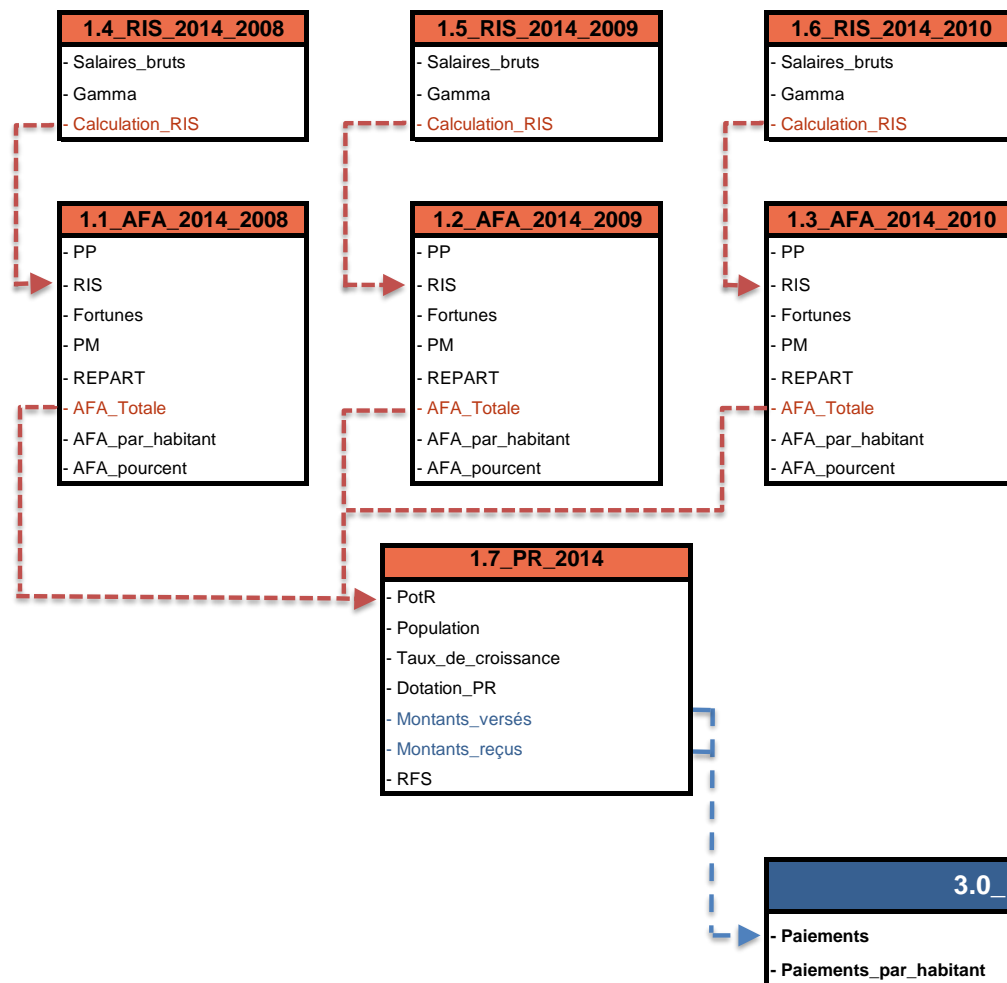 1.4_RIS_2014_2008
- Salaires_bruts
- Gamma
- Calculation_RIS
1.5_RIS_2014_2009
- Salaires_bruts
- Gamma
- Calculation_RIS
1.6_RIS_2014_2010
- Salaires_bruts
- Gamma
- Calculation_RIS
1.1_AFA_2014_2008
- PP
- RIS
- Fortunes
- PM
- REPART
- AFA_Totale
- AFA_par_habitant
- AFA_pourcent
1.2_AFA_2014_2009
- PP
- RIS
- Fortunes
- PM
- REPART
- AFA_Totale
- AFA_par_habitant
- AFA_pourcent
1.3_AFA_2014_2010
- PP
- RIS
- Fortunes
- PM
- REPART
- AFA_Totale
- AFA_par_habitant
- AFA_pourcent
1.7_PR_2014
- PotR
- Population
- Taux_de_croissance
- Dotation_PR
- Montants_versés
- Montants_reçus
- RFS
3.0_
- Paiements
- Paiements_par_habitant